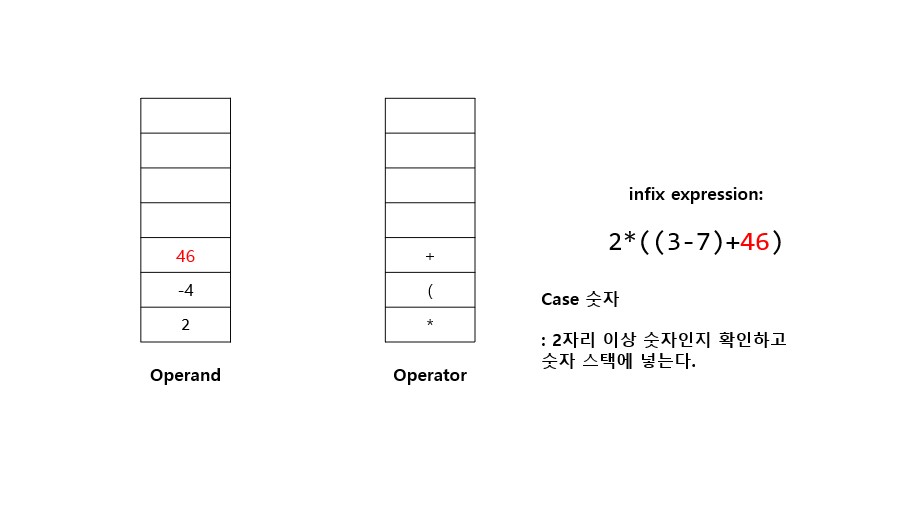 46
-4
2
Operand
+
(
*
Operator
infix expression:
2*((3-7)+46)
Case 숫자
: 2자리 이상 숫자인지 확인하고
숫자 스택에 넣는다.